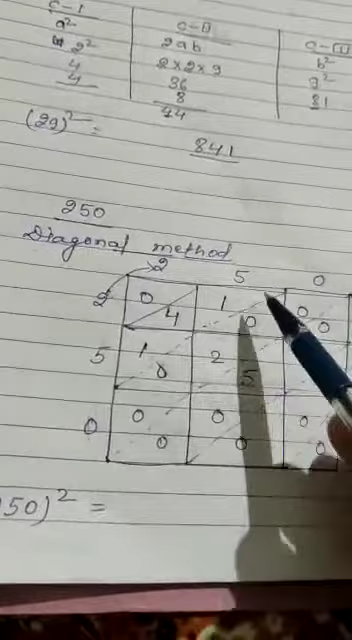 C-I C-II C-III
a² 2ab b²
2² 2×2×9 9²
4 36 81
4 8
44
(29)² = 841
250
Diagonal method
2 5 0
2 0 4 1 0 0 0
5 1 0 2 5
0 0 0 0 0 0 0
50)² =